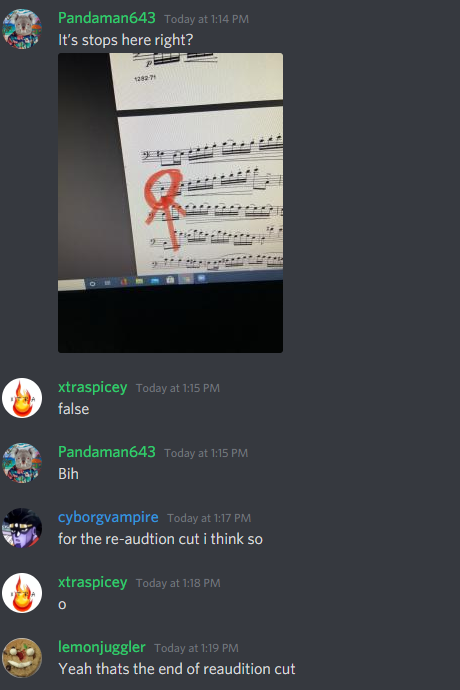 Pandaman643 Today at 1:14 PM
It's stops here right?
p
1282-71
xtraspicey Today at 1:15 PM
false
Pandaman643 Today at 1:15 PM
Bih
cyborgvampire Today at 1:17 PM
for the re-audtion cut i think so
xtraspicey Today at 1:18 PM
o
lemonjuggler Today at 1:19 PM
Yeah thats the end of reaudition cut